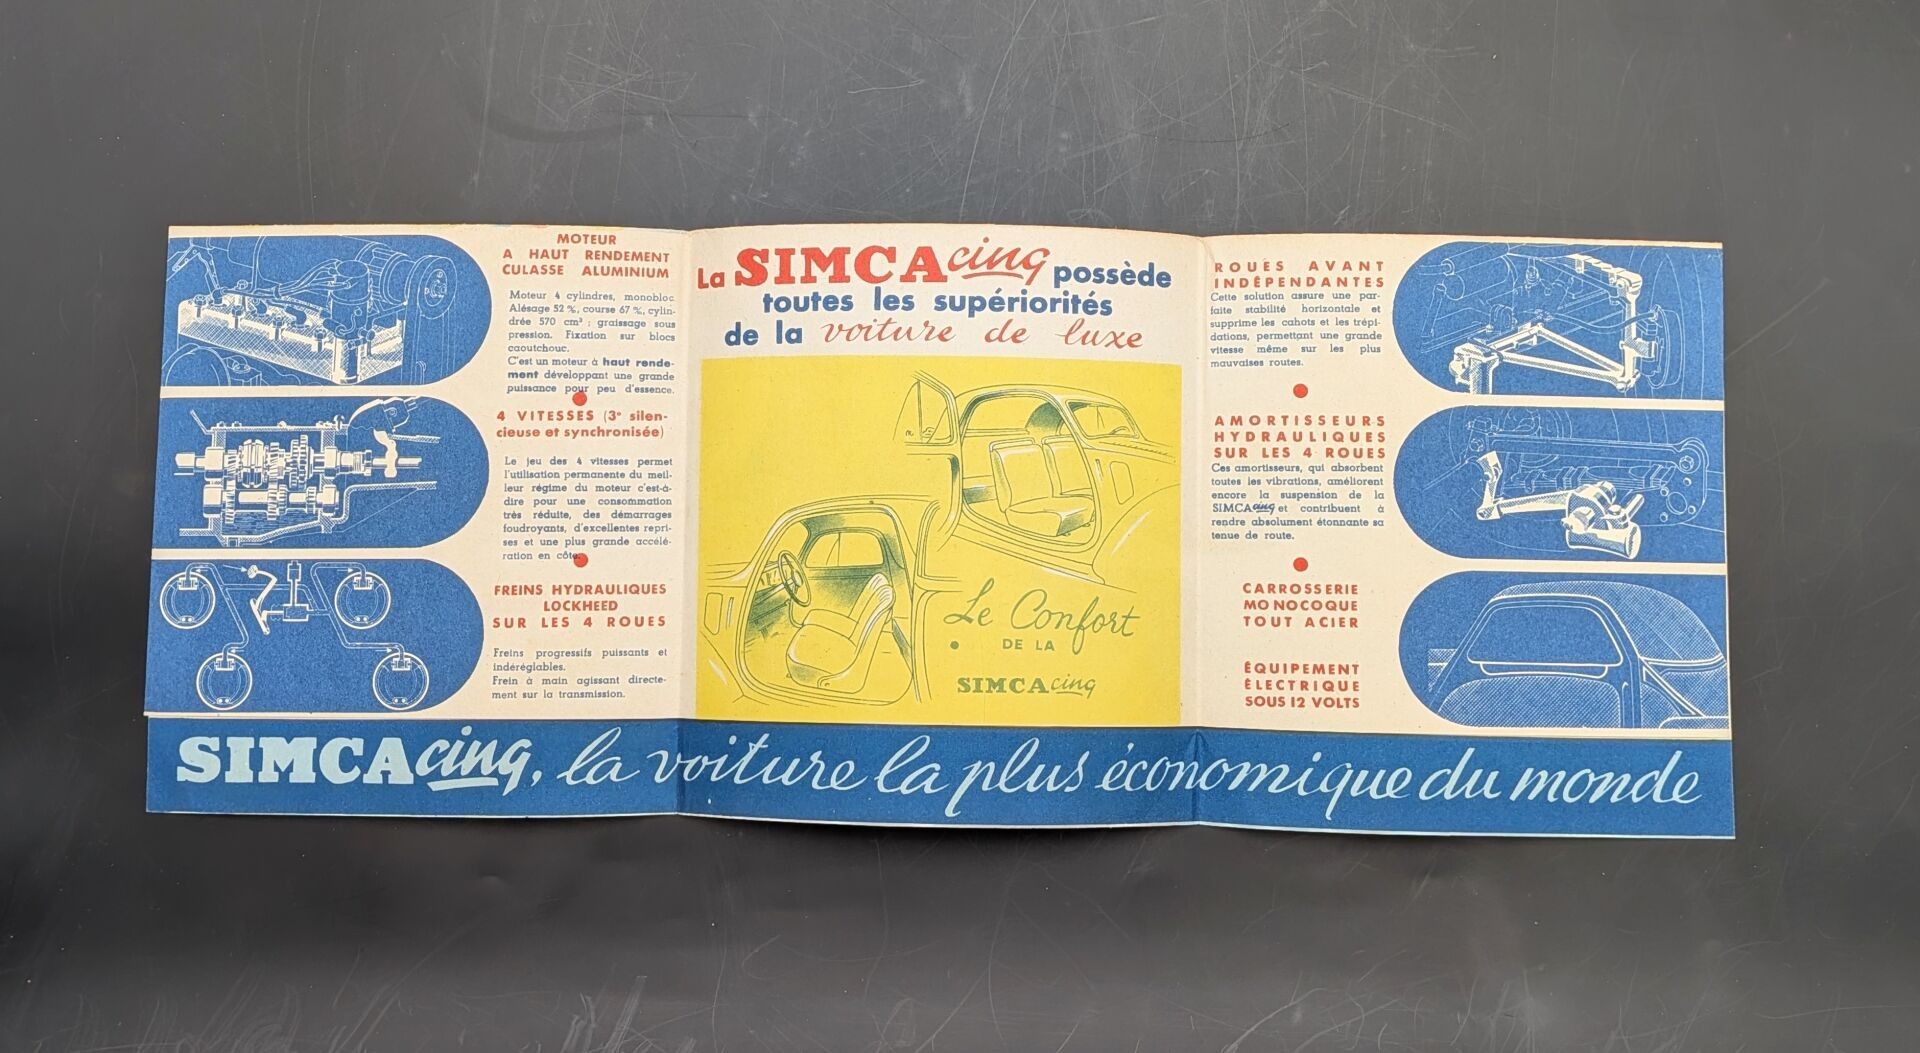 MOTEUR
A HAUT RENDEMENT
CULASSE ALUMINIUM
Moteur 4 cylindres, monobloc
Alésage 52 %, course 67 %, cylin-
drée 570 cm³ ; graissage sous
pression. Fixation sur blocs
caoutchouc.
C'est un moteur à haut rende-
ment développant une grande
puissance pour peu d'essence.
4 VITESSES (3e silen-
cieuse et synchronisée)
Le jeu des 4 vitesses permet
l'utilisation permanente du meil-
leur régime du moteur c'est-à-
dire pour une consommation
très réduite, des démarrages
foudroyants, d'excellentes repri-
ses et une plus grande accélé-
ration en côte.
FREINS HYDRAULIQUES
LOCKHEED
SUR LES 4 ROUES
Freins progressifs puissants et
indéréglables.
Frein à main agissant directe-
ment sur la transmission.
La SIMCA cinq possède
toutes les supériorités
de la voiture de luxe
Le Confort
DE LA
SIMCA cinq
ROUES AVANT
INDÉPENDANTES
Cette solution assure une par-
faite stabilité horizontale et
supprime les cahots et les trépi-
dations, permettant une grande
vitesse même sur les plus
mauvaises routes.
AMORTISSEURS
HYDRAULIQUES
SUR LES 4 ROUES
Ces amortisseurs, qui absorbent
toutes les vibrations, améliorent
encore la suspension de la
SIMCA cinq et contribuent à
rendre absolument étonnante sa
tenue de route.
CARROSSERIE
MONOCOQUE
TOUT ACIER
ÉQUIPEMENT
ÉLECTRIQUE
SOUS 12 VOLTS
SIMCA cinq, la voiture la plus économique du monde